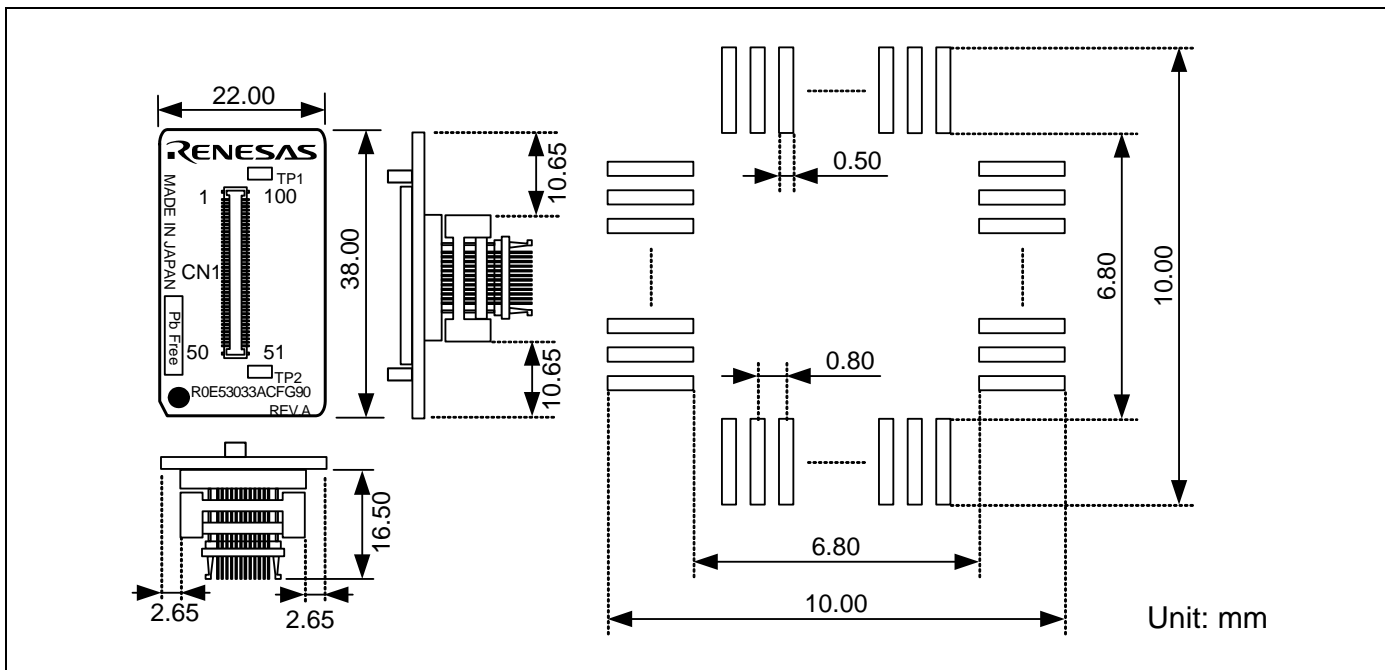 22.00
RENESAS
TP1
1 100
MADE IN JAPAN
CN1
Pb Free
50 51
TP2
R0E53033ACFG90
REV.A
38.00
10.65
10.65
16.50
2.65 2.65
0.50
0.80
6.80
10.00
6.80
10.00
Unit: mm